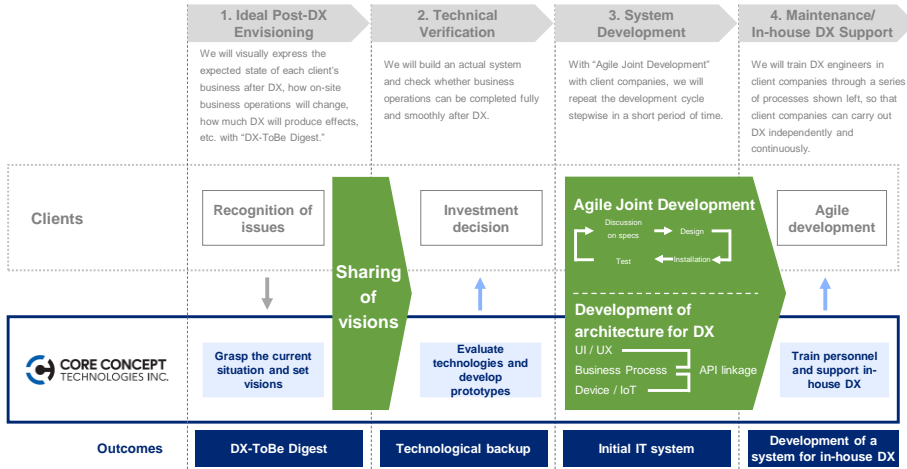 1. Ideal Post-DX
Envisioning
We will visually express the
expected state of each client's
business after DX, how on-site
business operations will change,
how much DX will produce effects,
etc. with "DX-ToBe Digest."
2. Technical
Verification
We will build an actual system
and check whether business
operations can be completed fully
and smoothly after DX.
3. System
Development
With "Agile Joint Development"
with client companies, we will
repeat the development cycle
stepwise in a short period of time.
4. Maintenance/
In-house DX Support
We will train DX engineers in
client companies through a series
of processes shown left, so that
client companies can carry out
DX independently and
continuously.
Clients
Recognition of
issues
Sharing
of
visions
Investment
decision
Agile Joint Development
Discussion
on specs
Design
Test
Installation
Agile
development
CORE CONCEPT
TECHNOLOGIES INC.
Grasp the current
situation and set
visions
Evaluate
technologies and
develop
prototypes
Development of
architecture for DX
UI / UX
Business Process
API linkage
Device / IoT
Train personnel
and support in-
house DX
Outcomes
DX-ToBe Digest
Technological backup
Initial IT system
Development of a
system for in-house DX